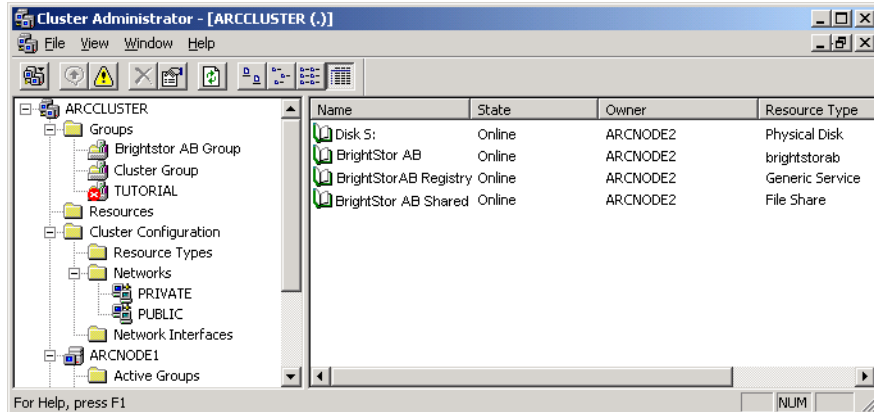 Cluster Administrator - [ARCCLUSTER (.)]
File View Window Help
ARCCLUSTER
Groups
Brightstor AB Group
Cluster Group
TUTORIAL
Resources
Cluster Configuration
Resource Types
Networks
PRIVATE
PUBLIC
Network Interfaces
ARCNODE1
Active Groups
Name State Owner Resource Type
Disk S: Online ARCNODE2 Physical Disk
BrightStor AB Online ARCNODE2 brightstorab
BrightStorAB Registry Online ARCNODE2 Generic Service
BrightStor AB Shared Online ARCNODE2 File Share
For Help, press F1
NUM